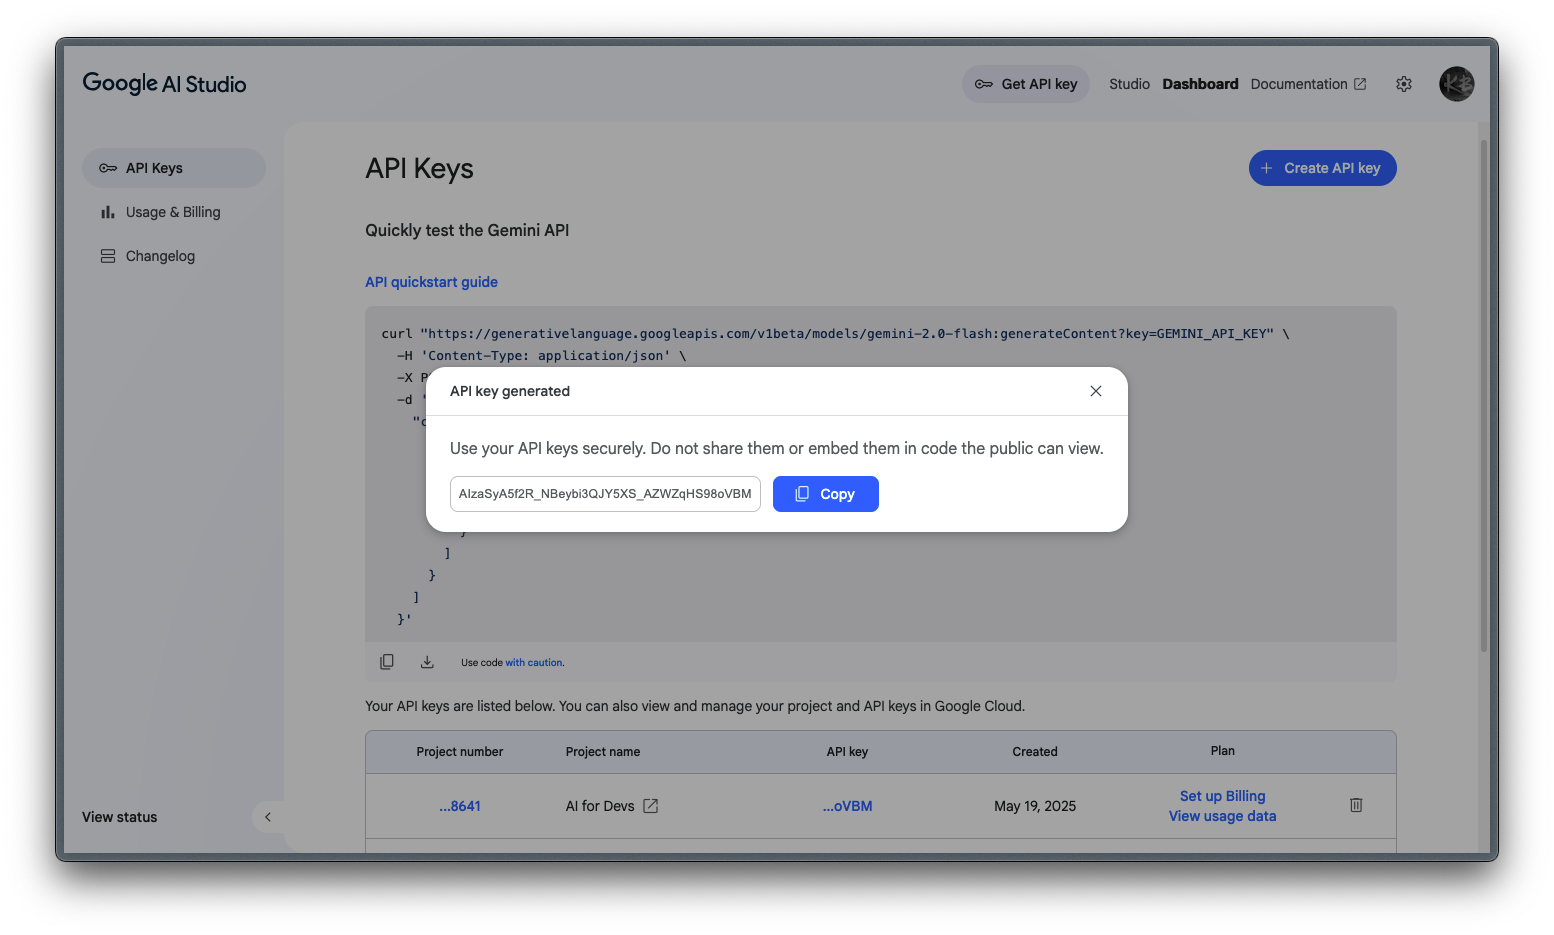 Google AI Studio
Get API key
Studio
Dashboard
Documentation
KB
API Keys
Usage & Billing
Changelog
View status
API Keys
Create API key
Quickly test the Gemini API
API quickstart guide
curl "https://generativelanguage.googleapis.com/v1beta/models/gemini-2.0-flash:generateContent?key=GEMINI_API_KEY" \
-H 'Content-Type: application/json' \
-X P
-d '
"c
API key generated
Use your API keys securely. Do not share them or embed them in code the public can view.
AIzaSyA5f2R_NBeybi3QJY5XS_AZWZqHS98oVBM
Copy
}
]
}
]
}'
Use code with caution.
Your API keys are listed below. You can also view and manage your project and API keys in Google Cloud.
Project number Project name API key Created Plan
...8641 AI for Devs ...oVBM May 19, 2025 Set up Billing
View usage data